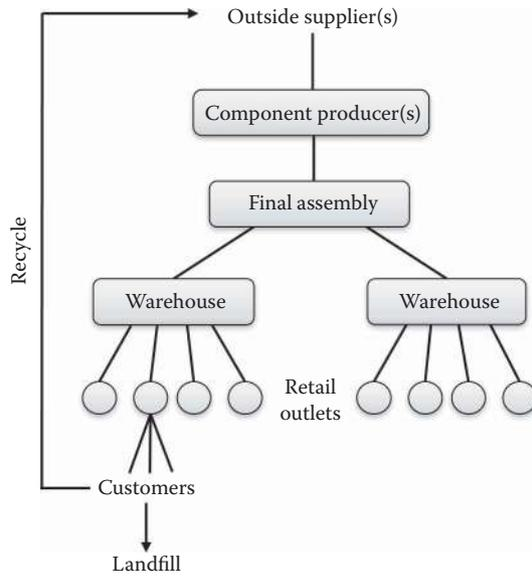 Outside supplier(s)
Component producer(s)
Final assembly
Recycle
Warehouse
Warehouse
Retail
outlets
Customers
Landfill